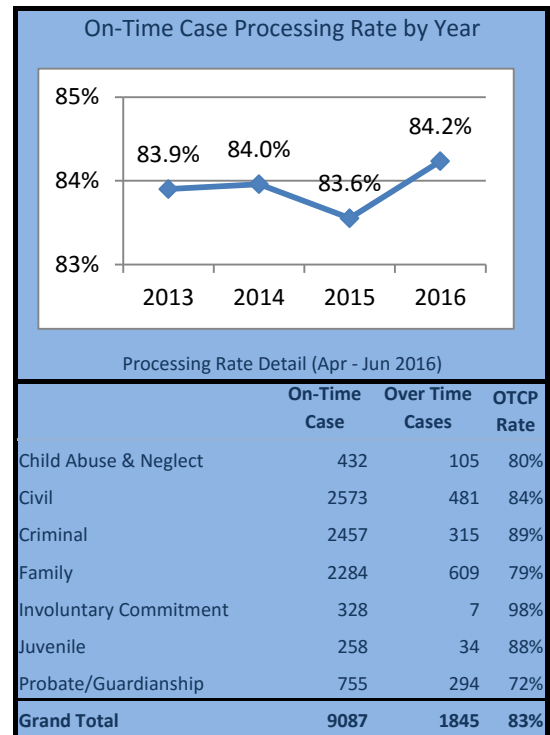 On-Time Case Processing Rate by Year
85%
84%
83%
83.9%
84.0%
83.6%
84.2%
2013 2014 2015 2016
Processing Rate Detail (Apr - Jun 2016)
On-Time Case Over Time Cases OTCP Rate
Child Abuse & Neglect 432 105 80%
Civil 2573 481 84%
Criminal 2457 315 89%
Family 2284 609 79%
Involuntary Commitment 328 7 98%
Juvenile 258 34 88%
Probate/Guardianship 755 294 72%
Grand Total 9087 1845 83%